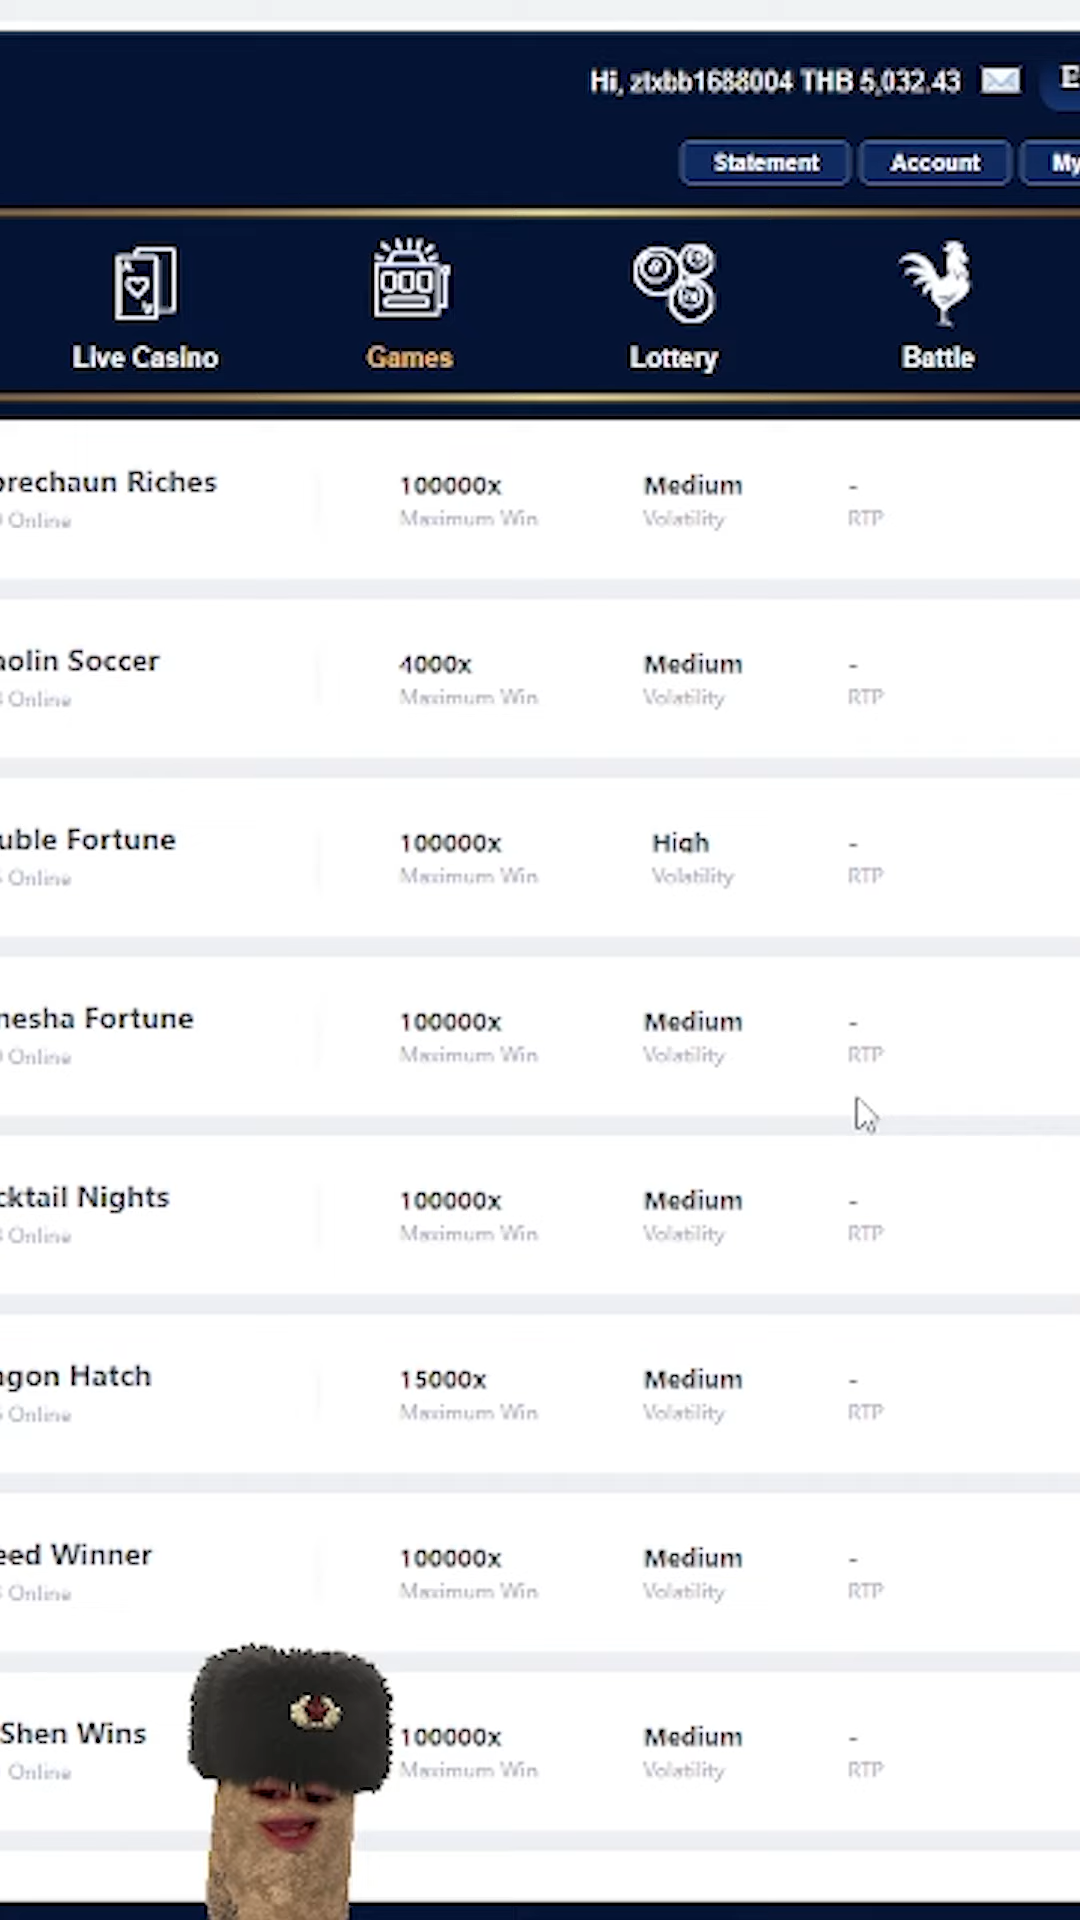 Hi, ztxbb1688004 THB 5,032.43 E
Statement Account My
Live Casino Games Lottery Battle
prechaun Riches 100000x Medium -
Online Maximum Win Volatility RTP
aolin Soccer 4000x Medium -
Online Maximum Win Volatility RTP
uble Fortune 100000x High -
Online Maximum Win Volatility RTP
nesha Fortune 100000x Medium -
Online Maximum Win Volatility RTP
cktail Nights 100000x Medium -
Online Maximum Win Volatility RTP
agon Hatch 15000x Medium -
Online Maximum Win Volatility RTP
eed Winner 100000x Medium -
Online Maximum Win Volatility RTP
Shen Wins 100000x Medium -
Online Maximum Win Volatility RTP